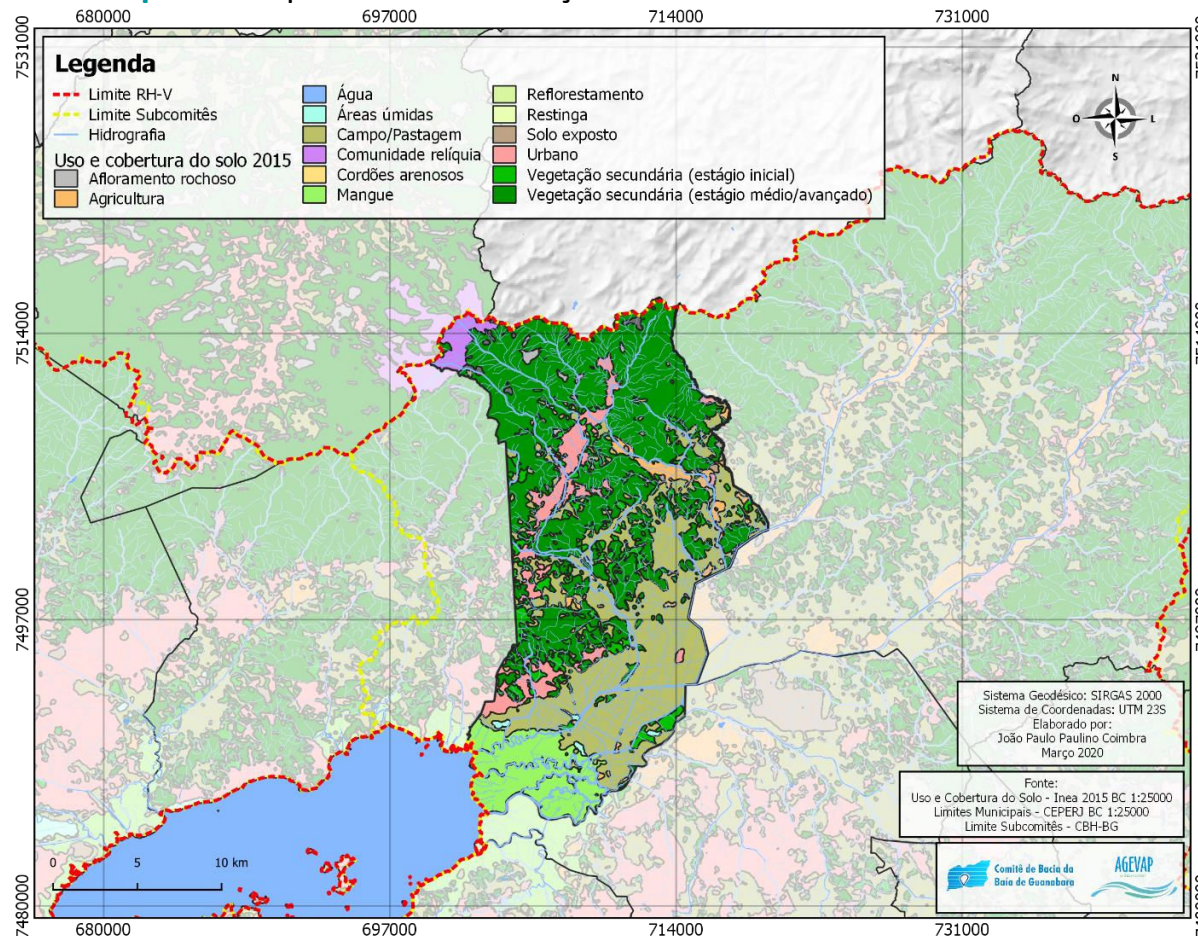 680000 697000 714000 731000
7531000
Legenda
Limite RH-V
Limite Subcomitês
Hidrografia
Uso e cobertura do solo 2015
Afloramento rochoso
Agricultura
Água
Áreas úmidas
Campo/Pastagem
Comunidade relíquia
Cordões arenosos
Mangue
Reflorestamento
Restinga
Solo exposto
Urbano
Vegetação secundária (estágio inicial)
Vegetação secundária (estágio médio/avançado)
N
O L
S
7514000
7497000
7480000
Sistema Geodésico: SIRGAS 2000
Sistema de Coordenadas: UTM 23S
Elaborado por:
João Paulo Paulino Coimbra
Março 2020
Fonte:
Uso e Cobertura do Solo - Inea 2015 BC 1:25000
Limites Municipais - CEPERJ BC 1:25000
Limite Subcomitês - CBH-BG
Comitê de Bacia da
Baía de Guanabara
AGEVAP
0 5 10 km
680000 697000 714000 731000